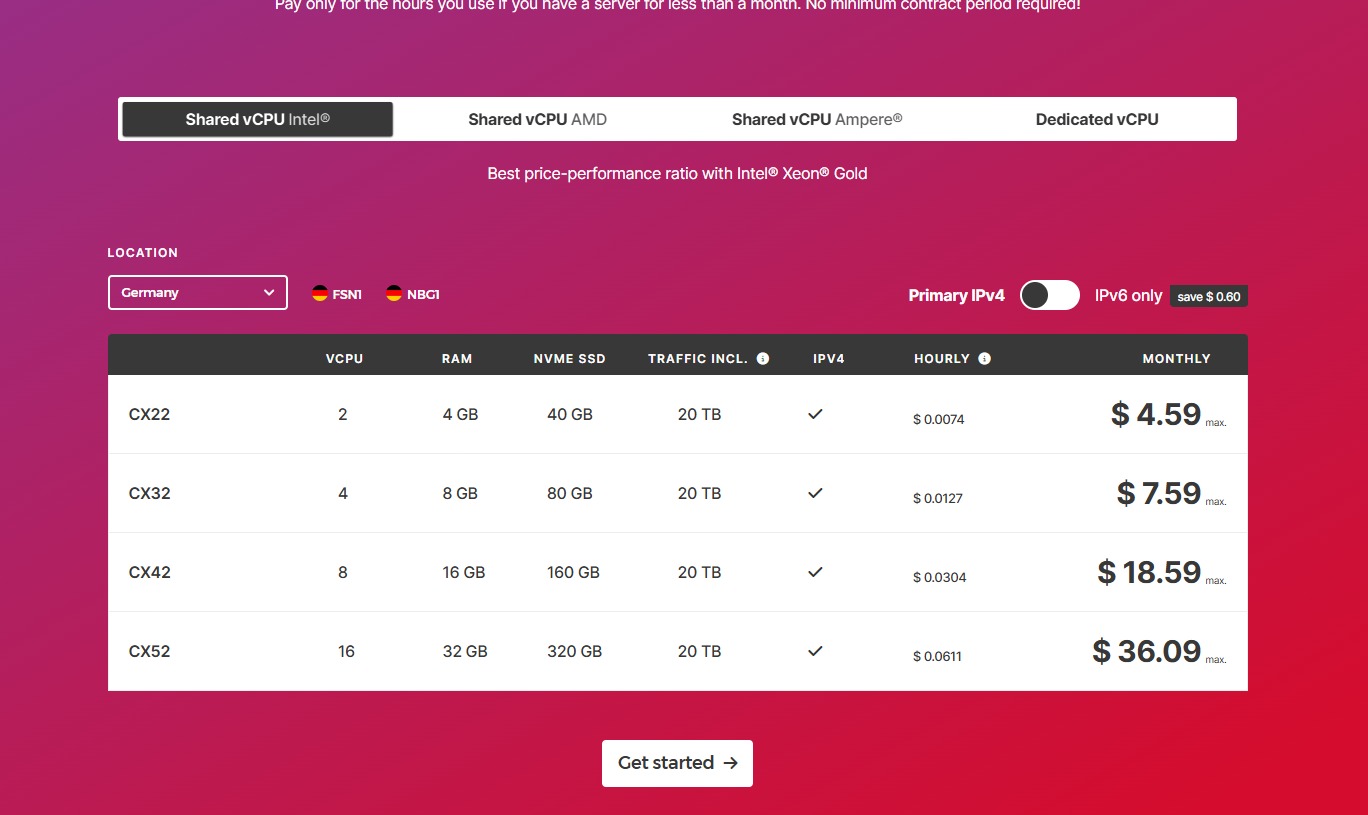 Pay only for the hours you use if you have a server for less than a month. No minimum contract period required!
Shared vCPU Intel® Shared vCPU AMD Shared vCPU Ampere® Dedicated vCPU
Best price-performance ratio with Intel® Xeon® Gold
LOCATION
Germany FSN1 NBG1 Primary IPv4 IPv6 only save $ 0.60
VCPU RAM NVME SSD TRAFFIC INCL. IPV4 HOURLY MONTHLY
CX22 2 4 GB 40 GB 20 TB $ 0.0074 $ 4.59 max.
CX32 4 8 GB 80 GB 20 TB $ 0.0127 $ 7.59 max.
CX42 8 16 GB 160 GB 20 TB $ 0.0304 $ 18.59 max.
CX52 16 32 GB 320 GB 20 TB $ 0.0611 $ 36.09 max.
Get started →